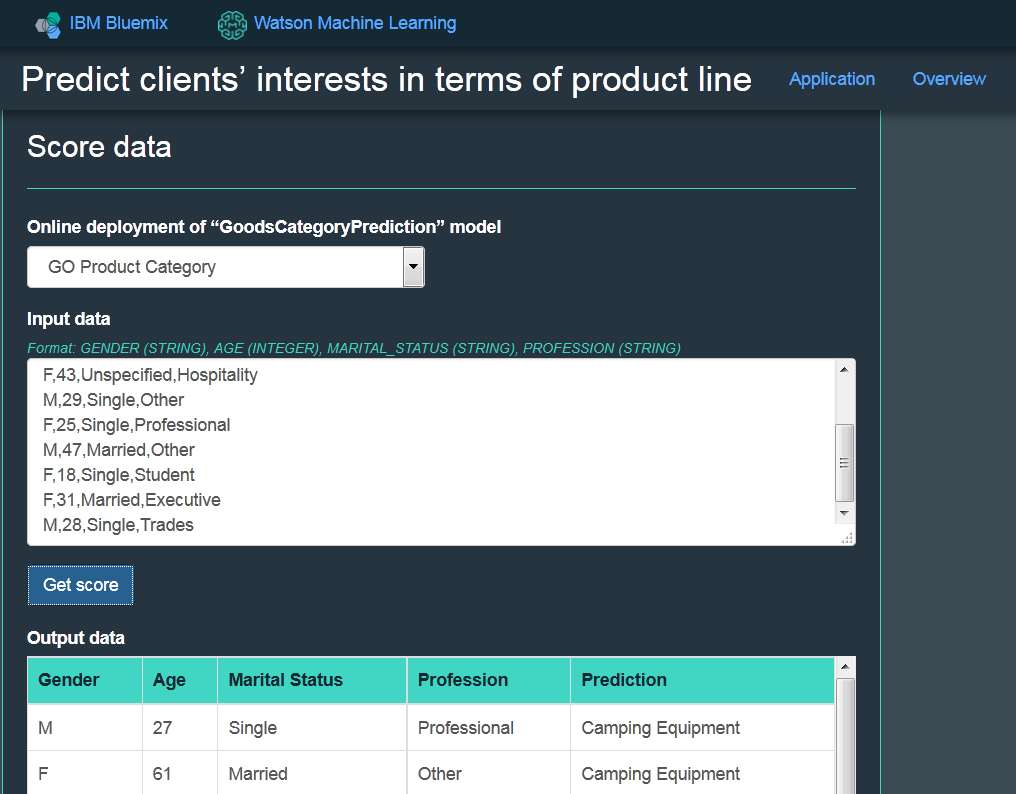 IBM Bluemix Watson Machine Learning
Predict clients’ interests in terms of product line Application Overview
Score data
Online deployment of “GoodsCategoryPrediction” model
GO Product Category
Input data
Format: GENDER (STRING), AGE (INTEGER), MARITAL_STATUS (STRING), PROFESSION (STRING)
F,43,Unspecified,Hospitality
M,29,Single,Other
F,25,Single,Professional
M,47,Married,Other
F,18,Single,Student
F,31,Married,Executive
M,28,Single,Trades
Get score
Output data
Gender Age Marital Status Profession Prediction
M 27 Single Professional Camping Equipment
F 61 Married Other Camping Equipment